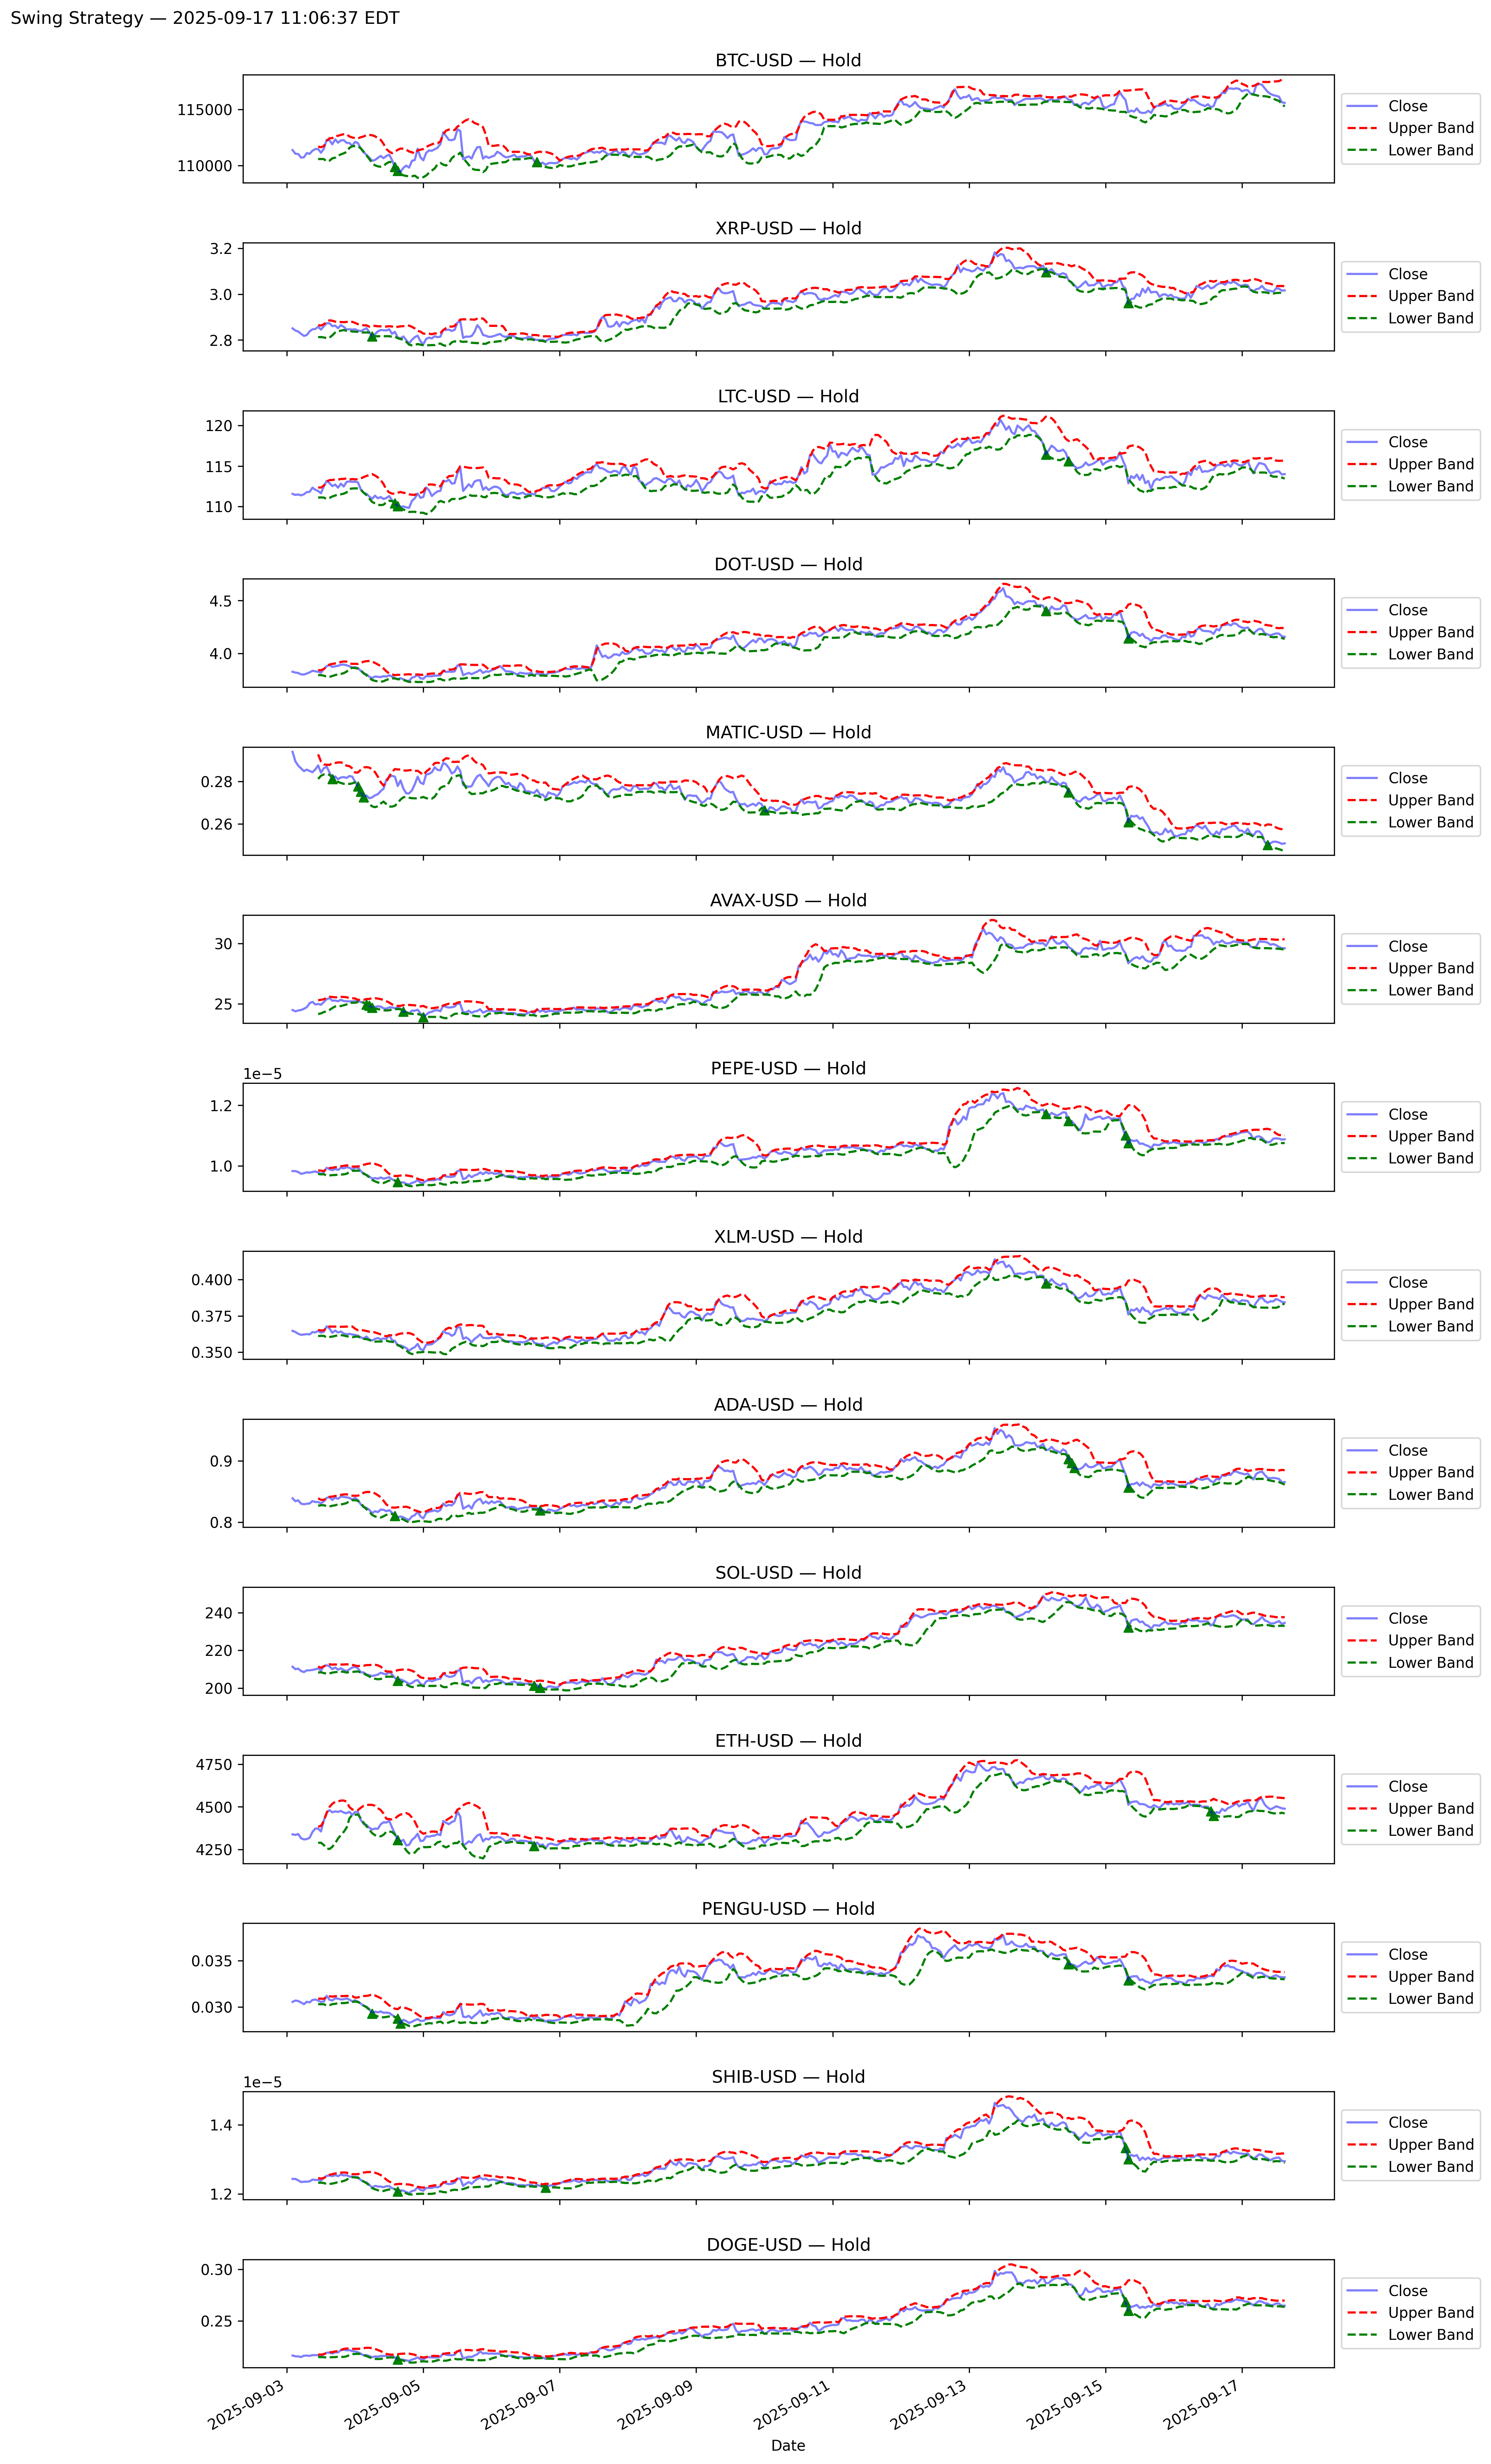 Swing Strategy — 2025-09-17 11:06:37 EDT
BTC-USD — Hold
115000
110000
Close
Upper Band
Lower Band
XRP-USD — Hold
3.2
3.0
2.8
Close
Upper Band
Lower Band
LTC-USD — Hold
120
115
110
Close
Upper Band
Lower Band
DOT-USD — Hold
4.5
4.0
Close
Upper Band
Lower Band
MATIC-USD — Hold
0.28
0.26
Close
Upper Band
Lower Band
AVAX-USD — Hold
30
25
Close
Upper Band
Lower Band
PEPE-USD — Hold
1e−5
1.2
1.0
Close
Upper Band
Lower Band
XLM-USD — Hold
0.400
0.375
0.350
Close
Upper Band
Lower Band
ADA-USD — Hold
0.9
0.8
Close
Upper Band
Lower Band
SOL-USD — Hold
240
220
200
Close
Upper Band
Lower Band
ETH-USD — Hold
4750
4500
4250
Close
Upper Band
Lower Band
PENGU-USD — Hold
0.035
0.030
Close
Upper Band
Lower Band
SHIB-USD — Hold
1e−5
1.4
1.2
Close
Upper Band
Lower Band
DOGE-USD — Hold
0.30
0.25
Close
Upper Band
Lower Band
2025-09-03
2025-09-05
2025-09-07
2025-09-09
2025-09-11
2025-09-13
2025-09-15
2025-09-17
Date